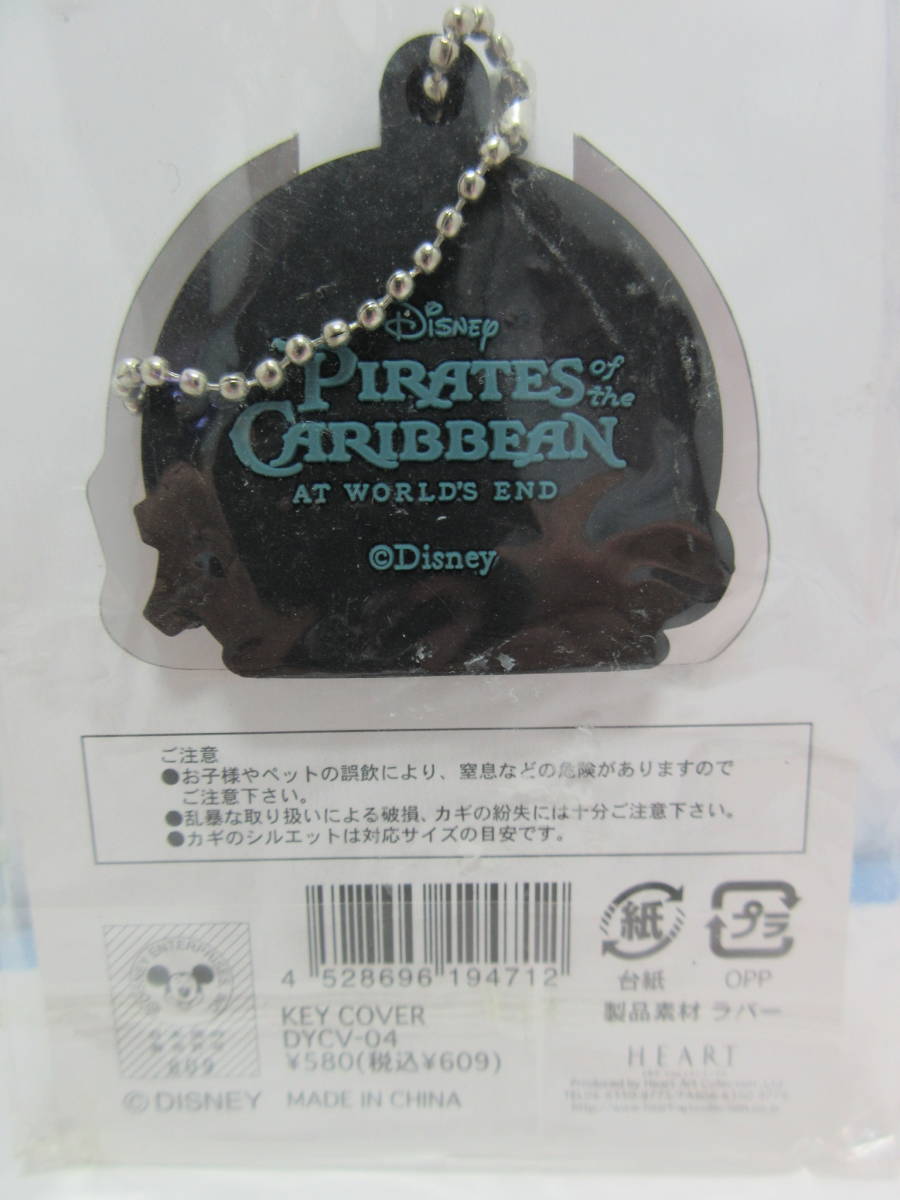 Disney
PIRATES of the
CARIBBEAN
AT WORLD'S END
©Disney
ご注意
●お子様やペットの誤飲により、窒息などの危険がありますので
ご注意下さい。
●乱暴な取り扱いによる破損、カギの紛失には十分ご注意下さい。
●カギのシルエットは対応サイズの目安です。
4 528696 194712
KEY COVER
DYCV-04
¥580(税込¥609)
© DISNEY MADE IN CHINA
紙 プラ
台紙 OPP
製品素材 ラバー
HEART
Produced by Heart Art Collection, Ltd.